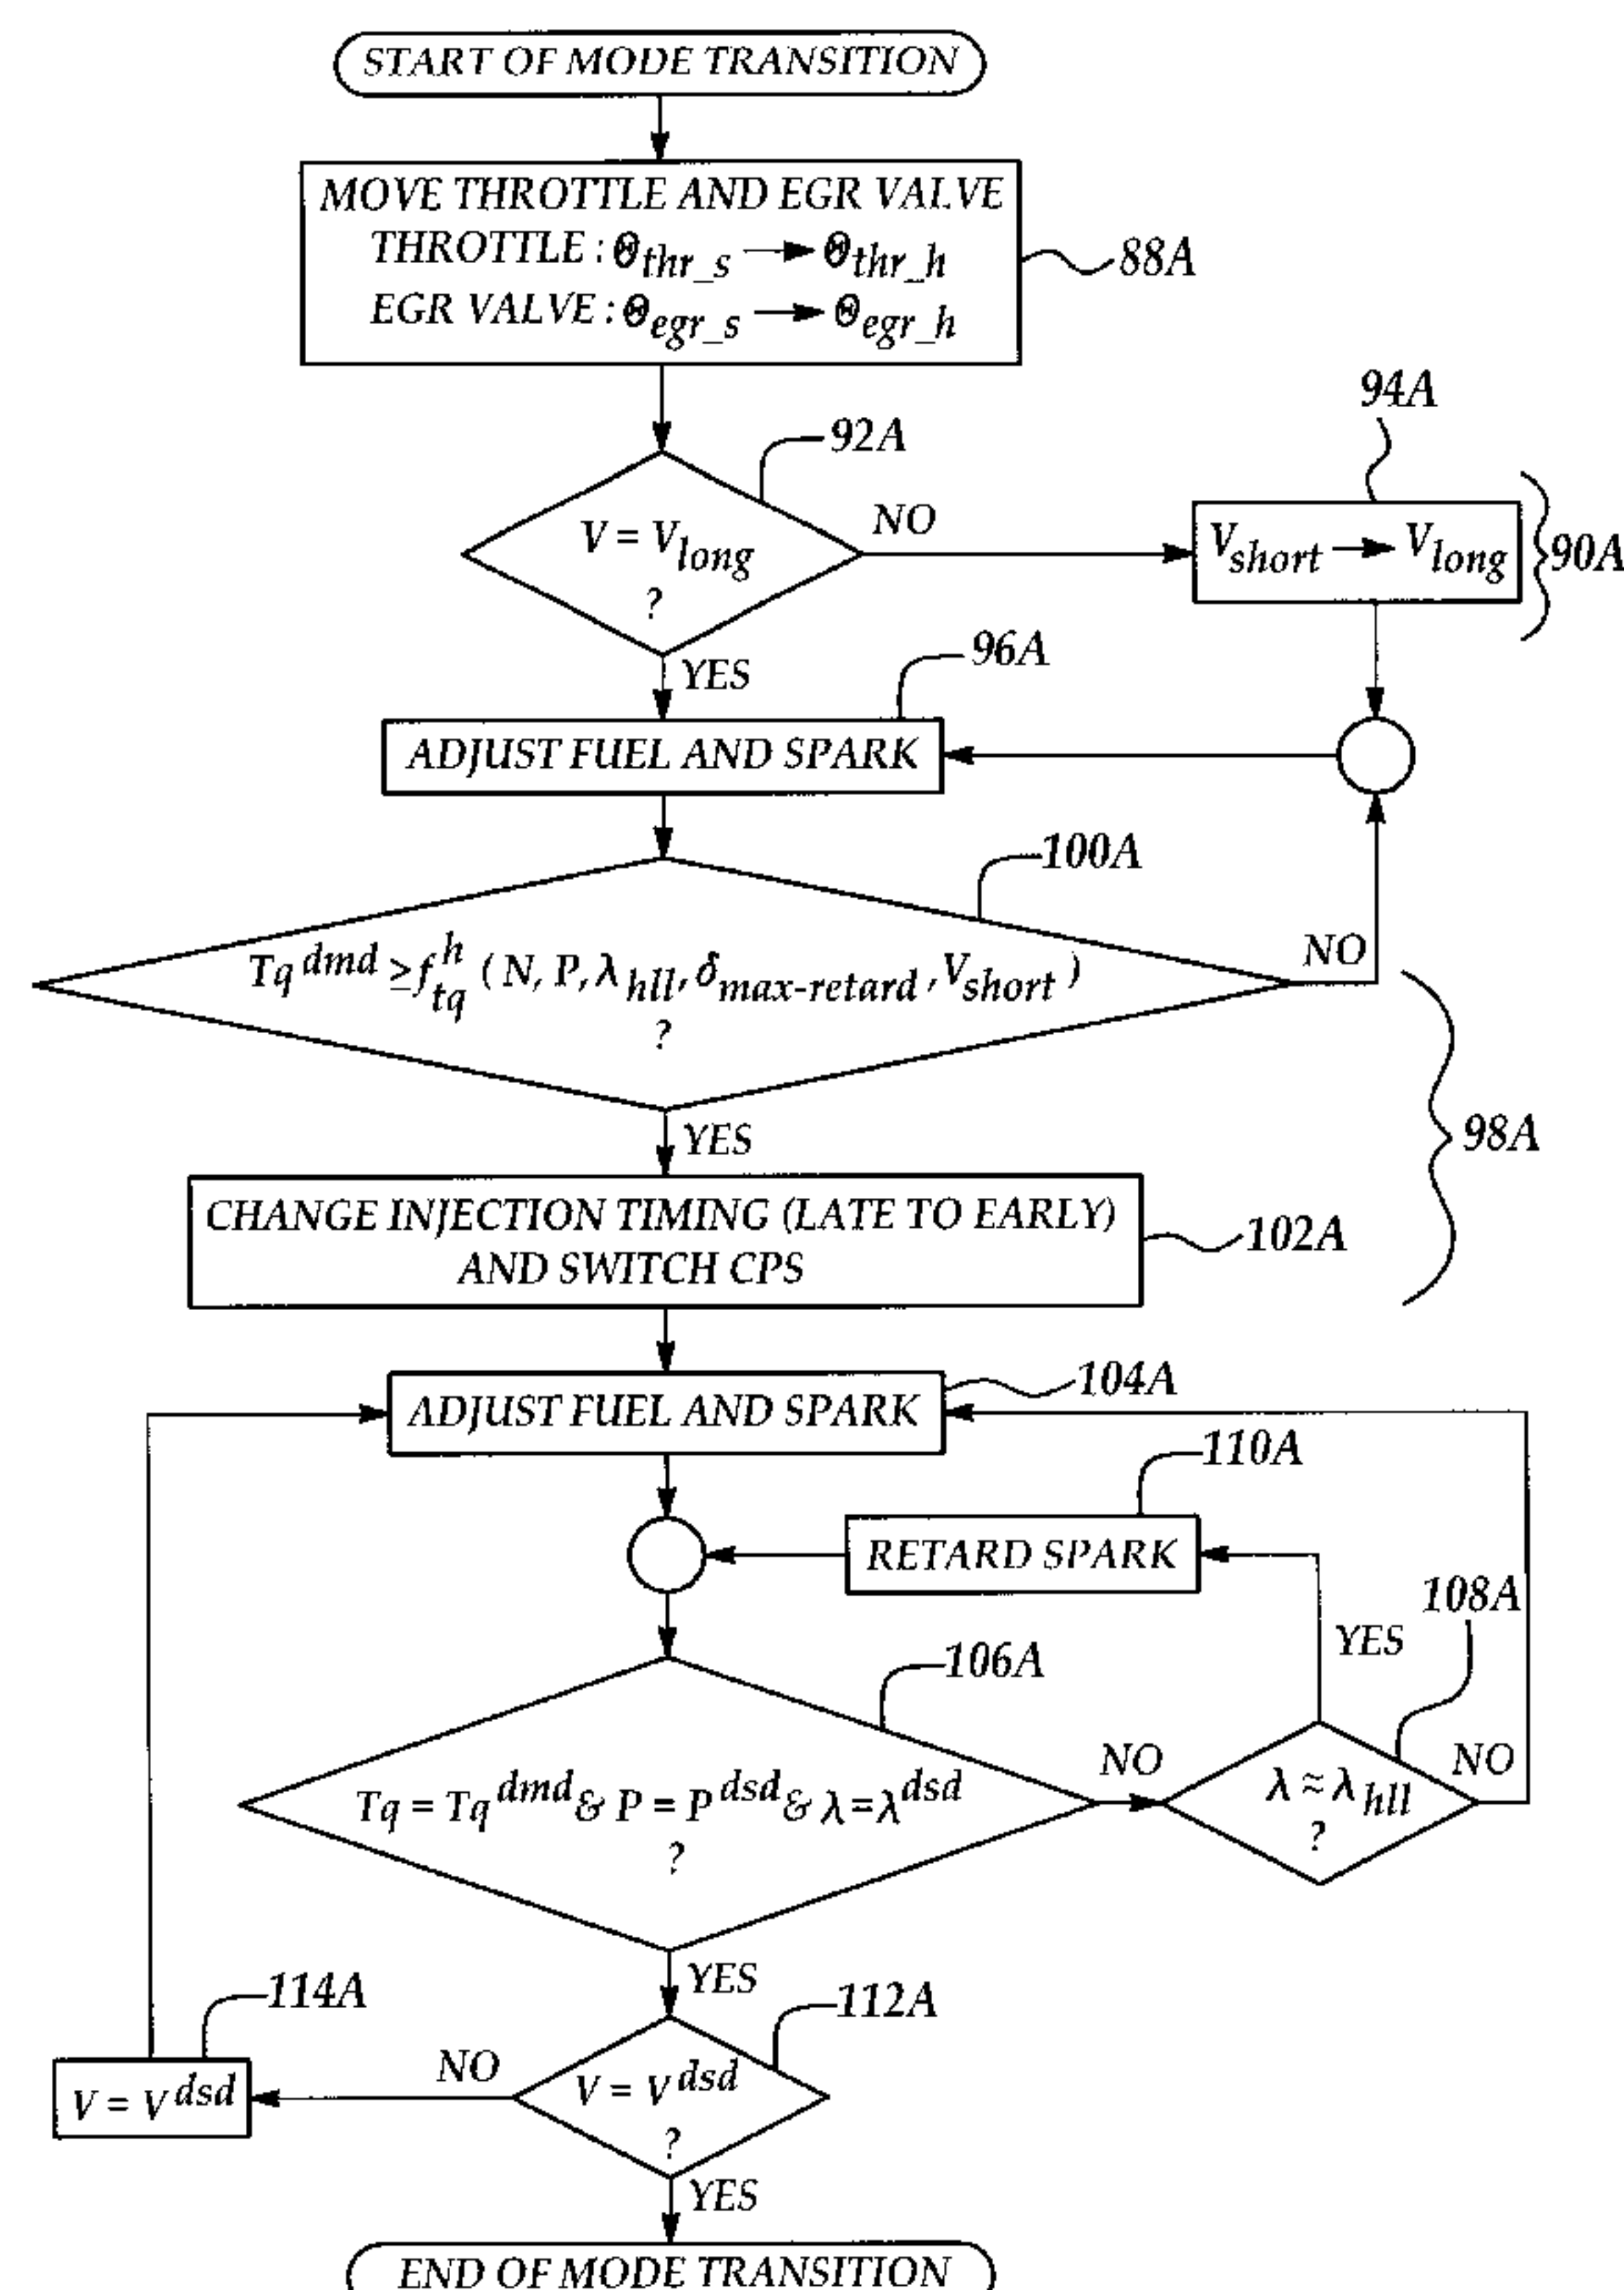 START OF MODE TRANSITION
MOVE THROTTLE AND EGR VALVE
THROTTLE : Θthr_s → Θthr_h
EGR VALVE : Θegr_s → Θegr_h
88A
94A
92A
V = Vlong
?
NO
Vshort → Vlong
90A
YES
96A
ADJUST FUEL AND SPARK
100A
Tq dmd ≥ f h tq ( N, P, λhll, δmax-retard , Vshort )
?
NO
98A
YES
CHANGE INJECTION TIMING (LATE TO EARLY)
AND SWITCH CPS
102A
104A
ADJUST FUEL AND SPARK
110A
RETARD SPARK
108A
YES
106A
Tq = Tq dmd & P = P dsd & λ = λ dsd
?
NO
λ ≈ λhll
?
NO
YES
114A
112A
V = V dsd
NO
V = V dsd
?
YES
END OF MODE TRANSITION